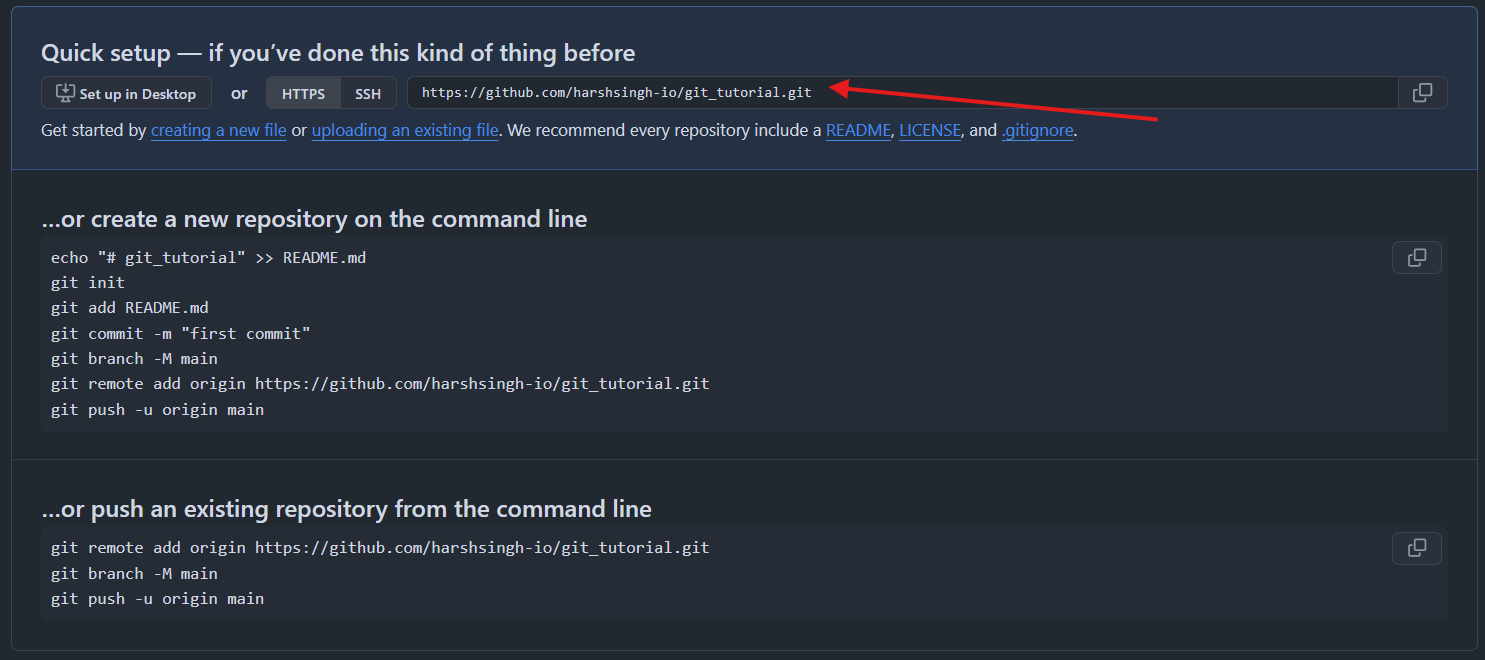 Quick setup — if you’ve done this kind of thing before
Set up in Desktop or HTTPS SSH https://github.com/harshsingh-io/git_tutorial.git
Get started by creating a new file or uploading an existing file. We recommend every repository include a README, LICENSE, and .gitignore.
...or create a new repository on the command line
echo "# git_tutorial" >> README.md
git init
git add README.md
git commit -m "first commit"
git branch -M main
git remote add origin https://github.com/harshsingh-io/git_tutorial.git
git push -u origin main
...or push an existing repository from the command line
git remote add origin https://github.com/harshsingh-io/git_tutorial.git
git branch -M main
git push -u origin main